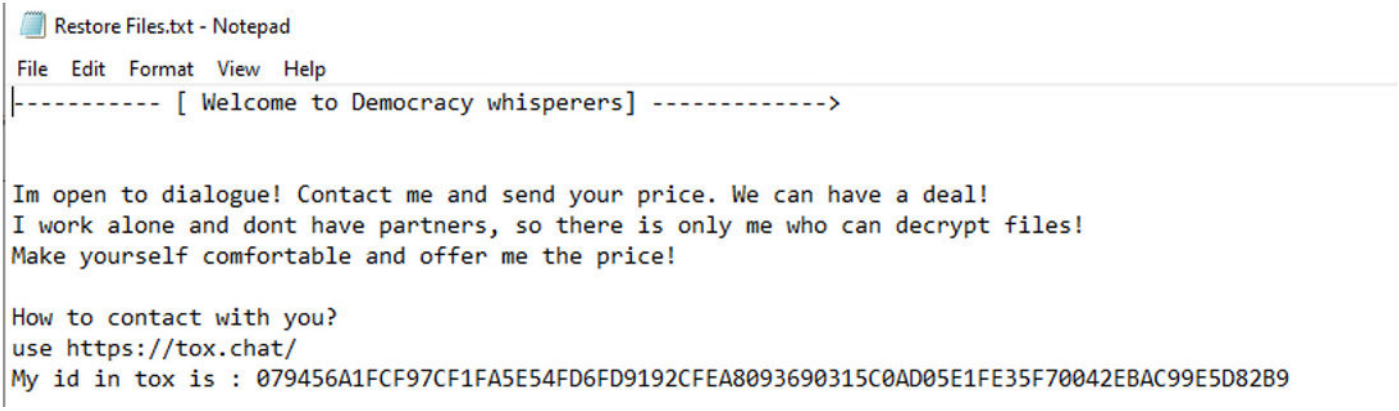 Restore Files.txt - Notepad
File Edit Format View Help
----------- [ Welcome to Democracy whisperers] ------------->
Im open to dialogue! Contact me and send your price. We can have a deal!
I work alone and dont have partners, so there is only me who can decrypt files!
Make yourself comfortable and offer me the price!
How to contact with you?
use https://tox.chat/
My id in tox is : 079456A1FCF97CF1FA5E54FD6FD9192CFEA8093690315C0AD05E1FE35F70042EBAC99E5D82B9